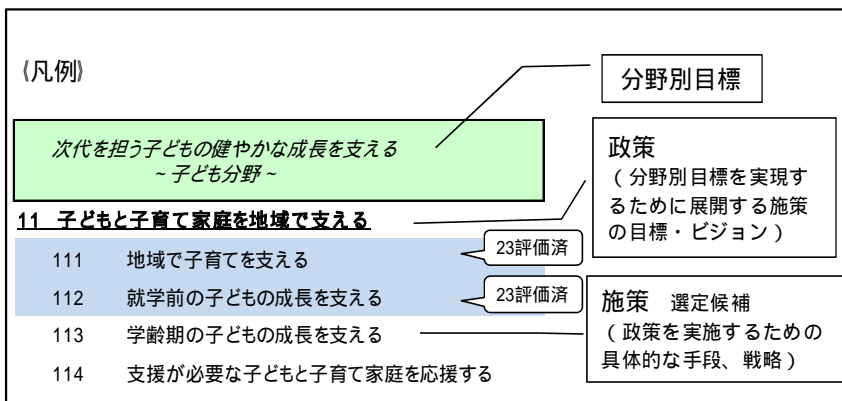 《凡例》
分野別目標
次代を担う子どもの健やかな成長を支える
～子ども分野～
政策
（分野別目標を実現す
るために展開する施策
の目標・ビジョン）
11 子どもと子育て家庭を地域で支える
111 地域で子育てを支える
23評価済
112 就学前の子どもの成長を支える
23評価済
113 学齢期の子どもの成長を支える
114 支援が必要な子どもと子育て家庭を応援する
施策 選定候補
（政策を実施するための
具体的な手段、戦略）